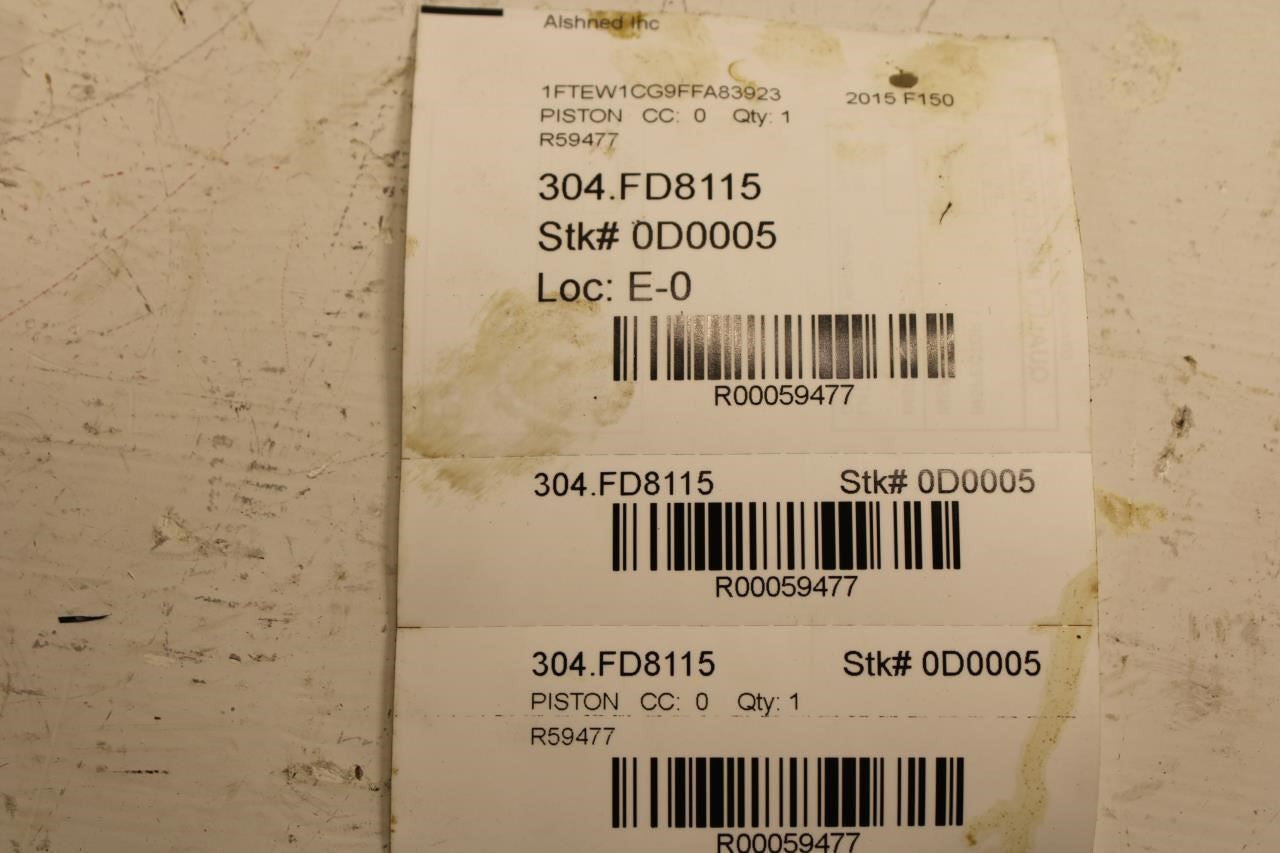 Alshned Inc
1FTEW1CG9FFA83923 2015 F150
PISTON CC: 0 Qty: 1
R59477
304.FD8115
Stk# 0D0005
Loc: E-0
R00059477
304.FD8115 Stk# 0D0005
R00059477
304.FD8115 Stk# 0D0005
PISTON CC: 0 Qty: 1
R59477
R00059477